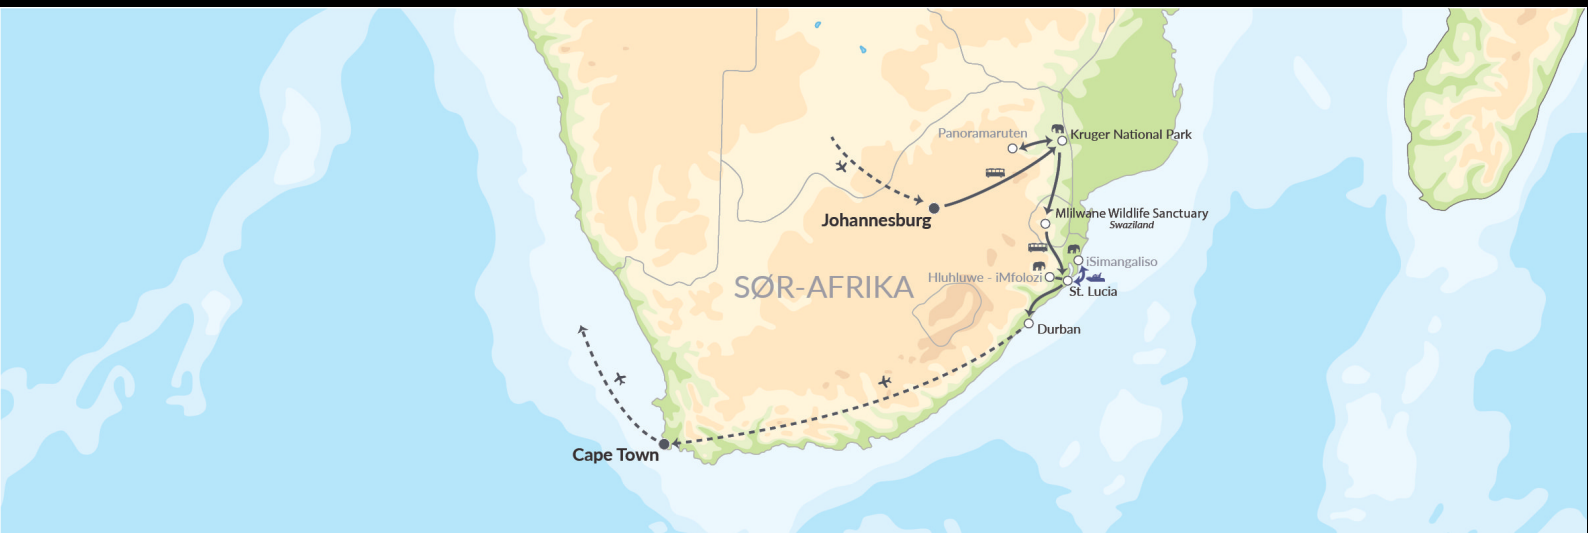 Panoramaruten
Kruger National Park
Johannesburg
Mlilwane Wildlife Sanctuary
Swaziland
iSimangaliso
Hluhluwe - iMfolozi
SØR-AFRIKA
St. Lucia
Durban
Cape Town